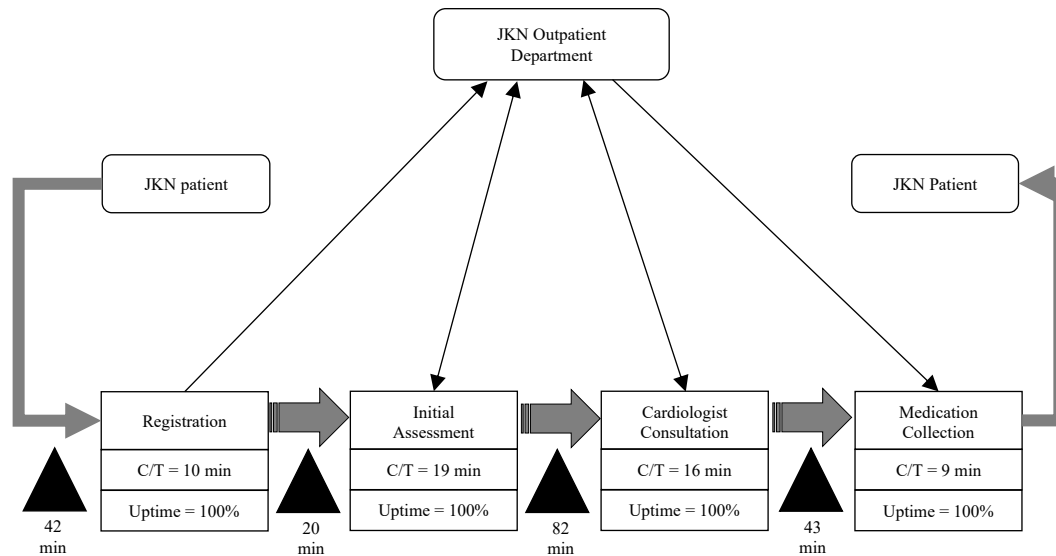 JKN Outpatient
Department
JKN patient
JKN Patient
Registration
C/T = 10 min
Uptime = 100%
Initial
Assessment
C/T = 19 min
Uptime = 100%
Cardiologist
Consultation
C/T = 16 min
Uptime = 100%
Medication
Collection
C/T = 9 min
Uptime = 100%
42
min
20
min
82
min
43
min